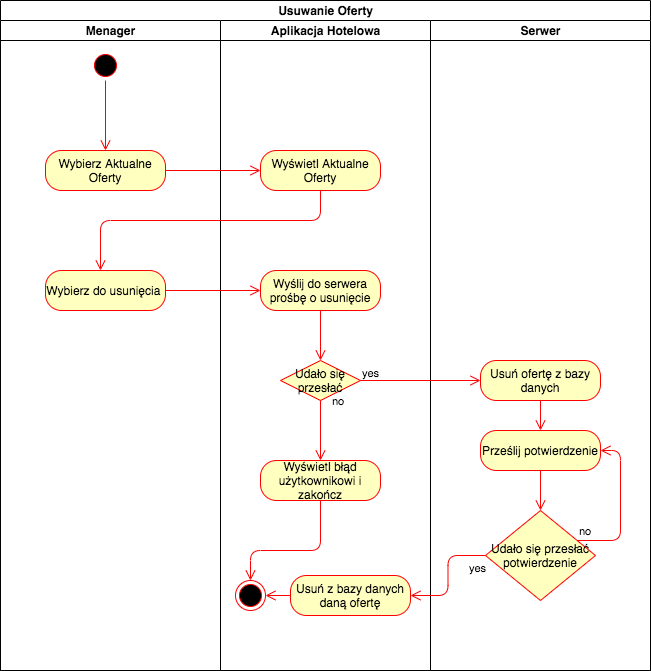 Usuwanie Oferty
Menager
Aplikacja Hotelowa
Serwer
Wybierz Aktualne
Oferty
Wyświetl Aktualne
Oferty
Wybierz do usunięcia
Wyślij do serwera
prośbę o usunięcie
Udało się
przesłać
yes
no
Usuń ofertę z bazy
danych
Prześlij potwierdzenie
Wyświetl błąd
użytkownikowi i
zakończ
Udało się przesłać
potwierdzenie
no
yes
Usuń z bazy danych
daną ofertę